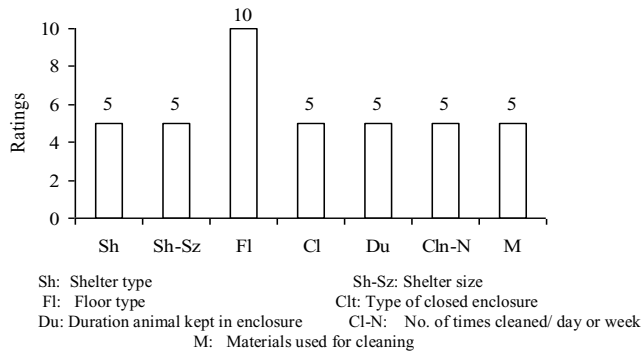 10
10
8
6
4
2
0
Ratings
5 5 5 5 5 5
Sh Sh-Sz Fl Cl Du Cln-N M
Sh: Shelter type Sh-Sz: Shelter size
Fl: Floor type Clt: Type of closed enclosure
Du: Duration animal kept in enclosure Cl-N: No. of times cleaned/ day or week
M: Materials used for cleaning